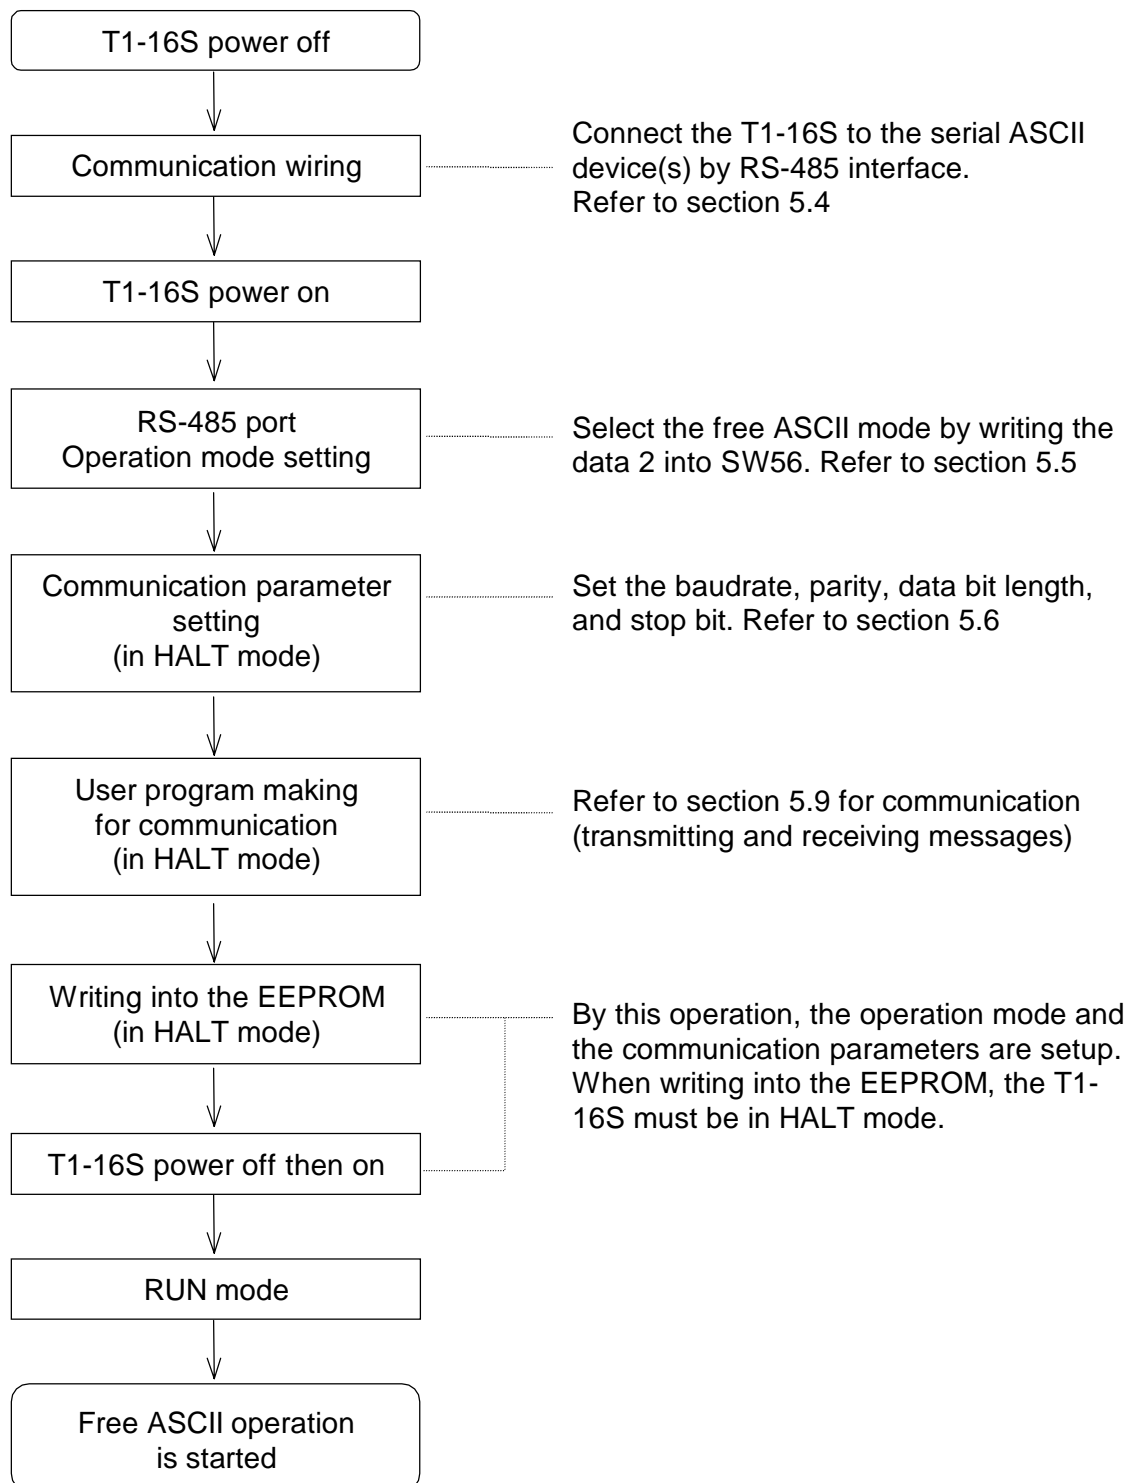 T1-16S power off
Communication wiring
Connect the T1-16S to the serial ASCII
device(s) by RS-485 interface.
Refer to section 5.4
T1-16S power on
RS-485 port
Operation mode setting
Select the free ASCII mode by writing the
data 2 into SW56. Refer to section 5.5
Communication parameter
setting
(in HALT mode)
Set the baudrate, parity, data bit length,
and stop bit. Refer to section 5.6
User program making
for communication
(in HALT mode)
Refer to section 5.9 for communication
(transmitting and receiving messages)
Writing into the EEPROM
(in HALT mode)
By this operation, the operation mode and
the communication parameters are setup.
When writing into the EEPROM, the T1-
16S must be in HALT mode.
T1-16S power off then on
RUN mode
Free ASCII operation
is started